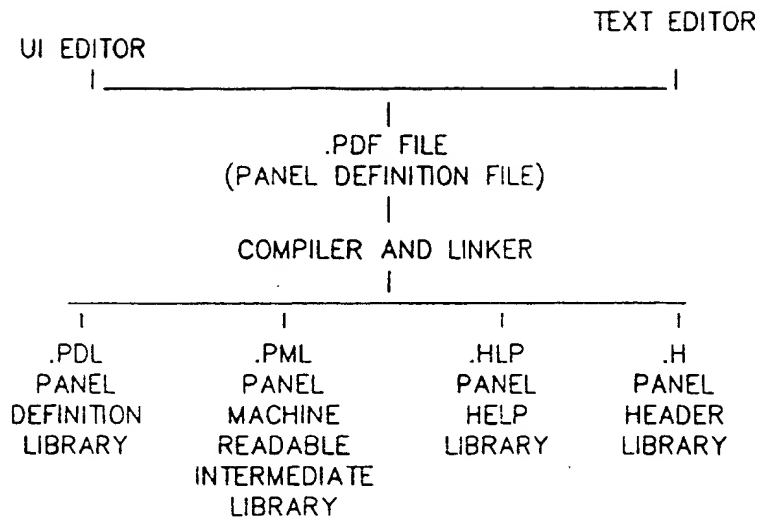 TEXT EDITOR
UI EDITOR
.PDF FILE
(PANEL DEFINITION FILE)
COMPILER AND LINKER
.PDL
PANEL
DEFINITION
LIBRARY
.PML
PANEL
MACHINE
READABLE
INTERMEDIATE
LIBRARY
.HLP
PANEL
HELP
LIBRARY
.H
PANEL
HEADER
LIBRARY